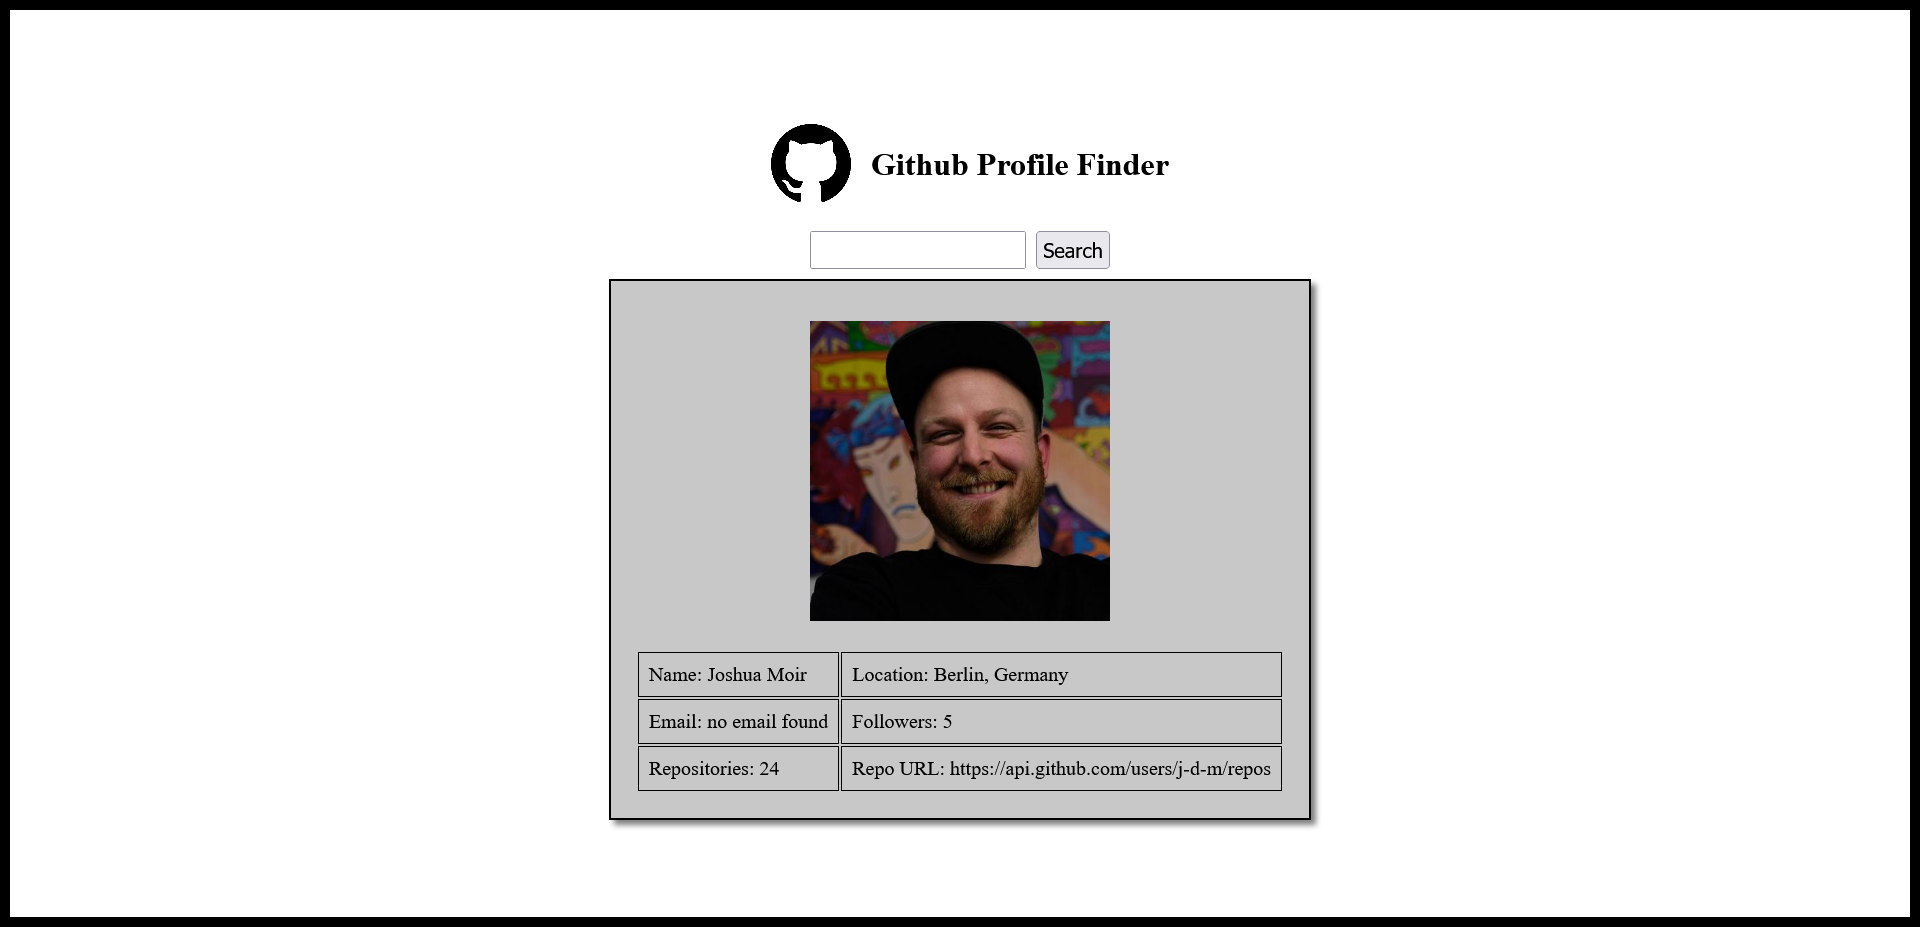 Github Profile Finder
Search
Name: Joshua Moir
Location: Berlin, Germany
Email: no email found
Followers: 5
Repositories: 24
Repo URL: https://api.github.com/users/j-d-m/repos